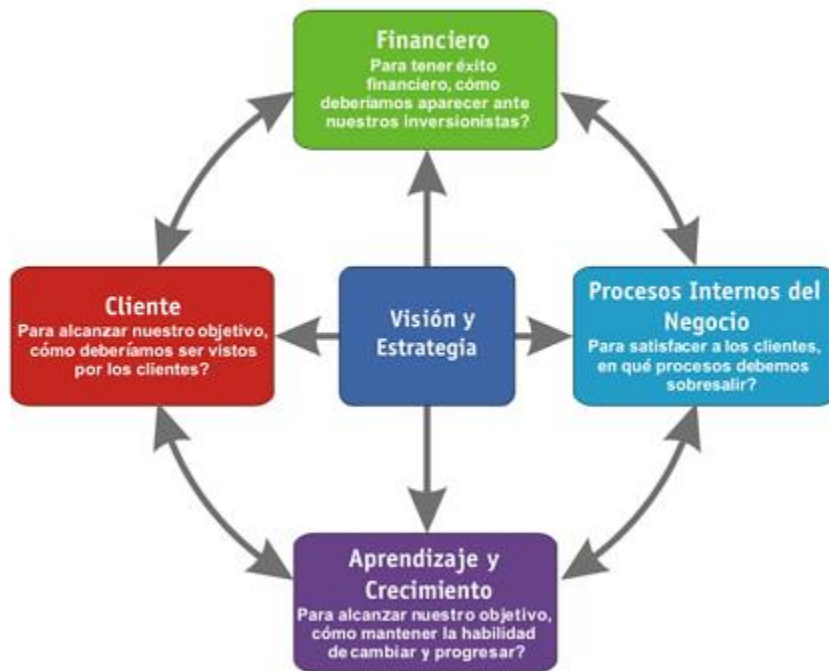 Financiero
Para tener éxito
financiero, cómo
deberíamos aparecer ante
nuestros inversionistas?
Cliente
Para alcanzar nuestro objetivo,
cómo deberíamos ser vistos
por los clientes?
Visión y
Estrategia
Procesos Internos del
Negocio
Para satisfacer a los clientes,
en qué procesos debemos
sobresalir?
Aprendizaje y
Crecimiento
Para alcanzar nuestro objetivo,
cómo mantener la habilidad
de cambiar y progresar?